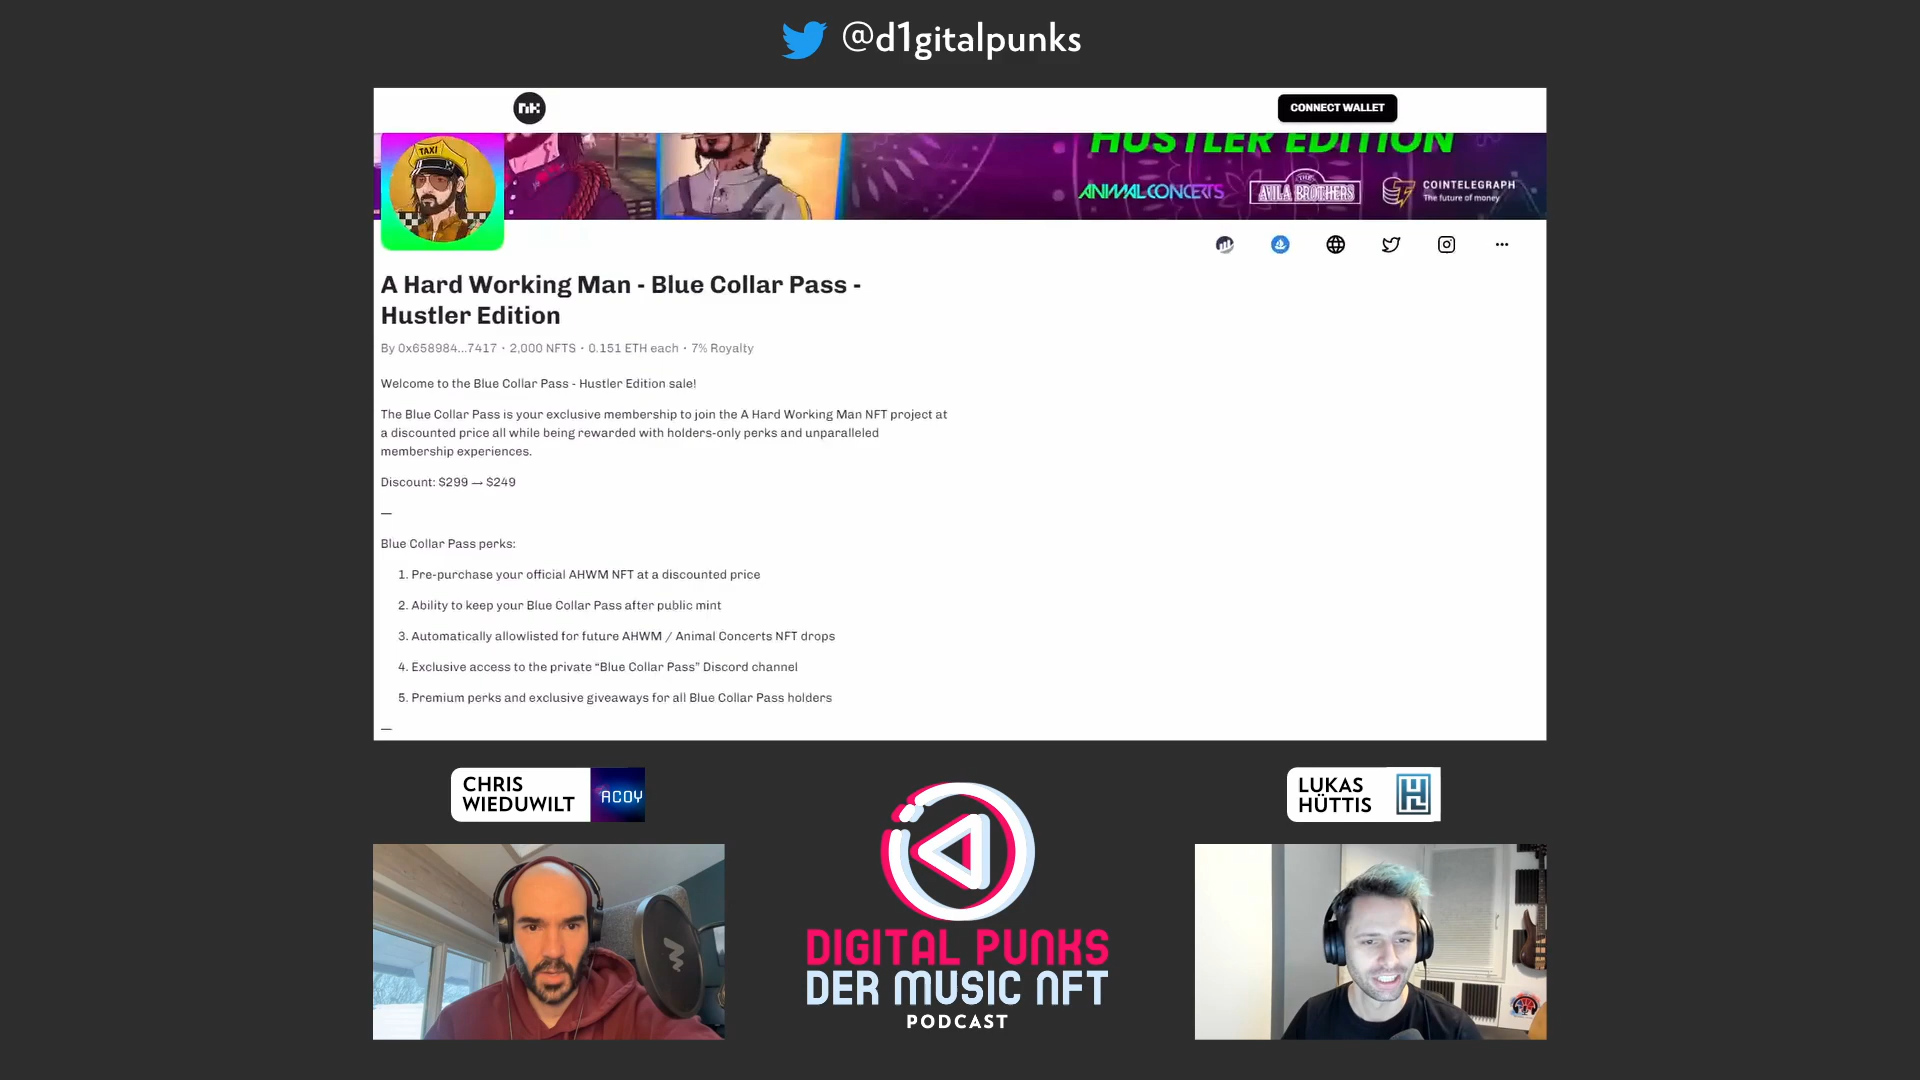 @d1gitalpunks
nk
CONNECT WALLET
TAXI
HUSTLER EDITION
ANIMAL CONCERTS
THE
AVILA BROTHERS
COINTELEGRAPH
The future of money
A Hard Working Man - Blue Collar Pass -
Hustler Edition
By 0x658984...7417 · 2,000 NFTS · 0.151 ETH each · 7% Royalty
Welcome to the Blue Collar Pass - Hustler Edition sale!
The Blue Collar Pass is your exclusive membership to join the A Hard Working Man NFT project at
a discounted price all while being rewarded with holders-only perks and unparalleled
membership experiences.
Discount: $299 → $249
—
Blue Collar Pass perks:
1. Pre-purchase your official AHWM NFT at a discounted price
2. Ability to keep your Blue Collar Pass after public mint
3. Automatically allowlisted for future AHWM / Animal Concerts NFT drops
4. Exclusive access to the private “Blue Collar Pass” Discord channel
5. Premium perks and exclusive giveaways for all Blue Collar Pass holders
—
CHRIS
WIEDUWILT
ACOY
LUKAS
HÜTTIS
DIGITAL PUNKS
DER MUSIC NFT
PODCAST